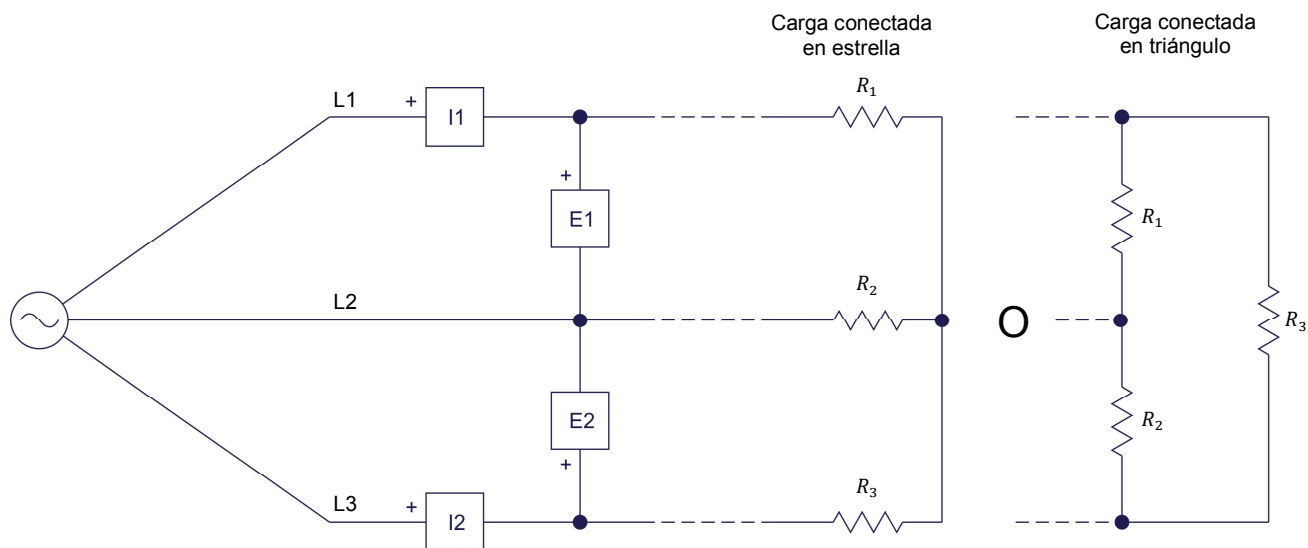 Carga conectada
en estrella
Carga conectada
en triángulo
L1
+
I1
R₁
+
E1
R₁
L2
R₂
O
R₃
E2
+
R₂
L3
+
I2
R₃